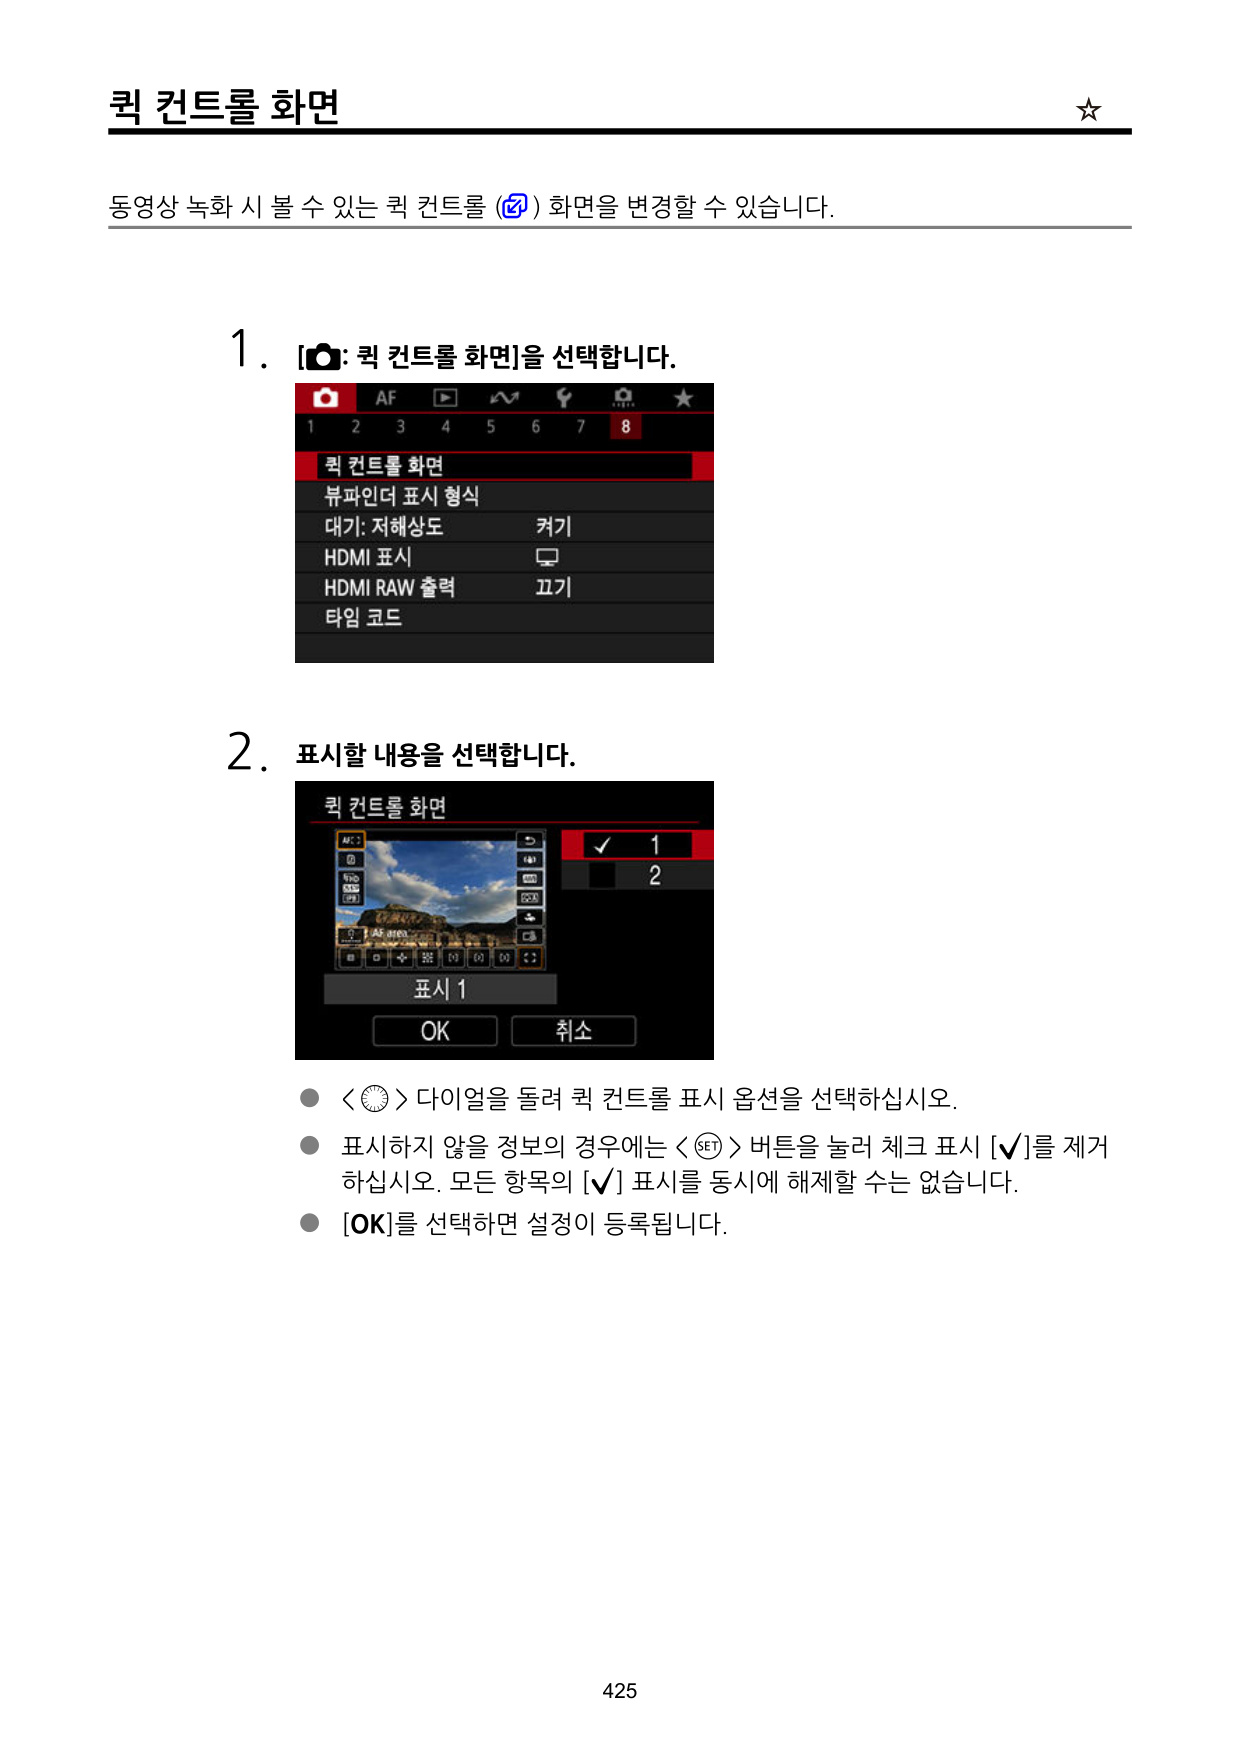 퀵 컨트롤 화면 ☆
동영상 녹화 시 볼 수 있는 퀵 컨트롤 ( ) 화면을 변경할 수 있습니다.
1. [ : 퀵 컨트롤 화면]을 선택합니다.
AF
1 2 3 4 5 6 7 8
퀵 컨트롤 화면
뷰파인더 표시 형식
대기: 저해상도 켜기
HDMI 표시
HDMI RAW 출력 끄기
타임 코드
2. 표시할 내용을 선택합니다.
퀵 컨트롤 화면
✓ 1
2
AF area
표시 1
OK 취소
● < > 다이얼을 돌려 퀵 컨트롤 표시 옵션을 선택하십시오.
● 표시하지 않을 정보의 경우에는 < SET > 버튼을 눌러 체크 표시 [✓]를 제거
하십시오. 모든 항목의 [✓] 표시를 동시에 해제할 수는 없습니다.
● [OK]를 선택하면 설정이 등록됩니다.
425